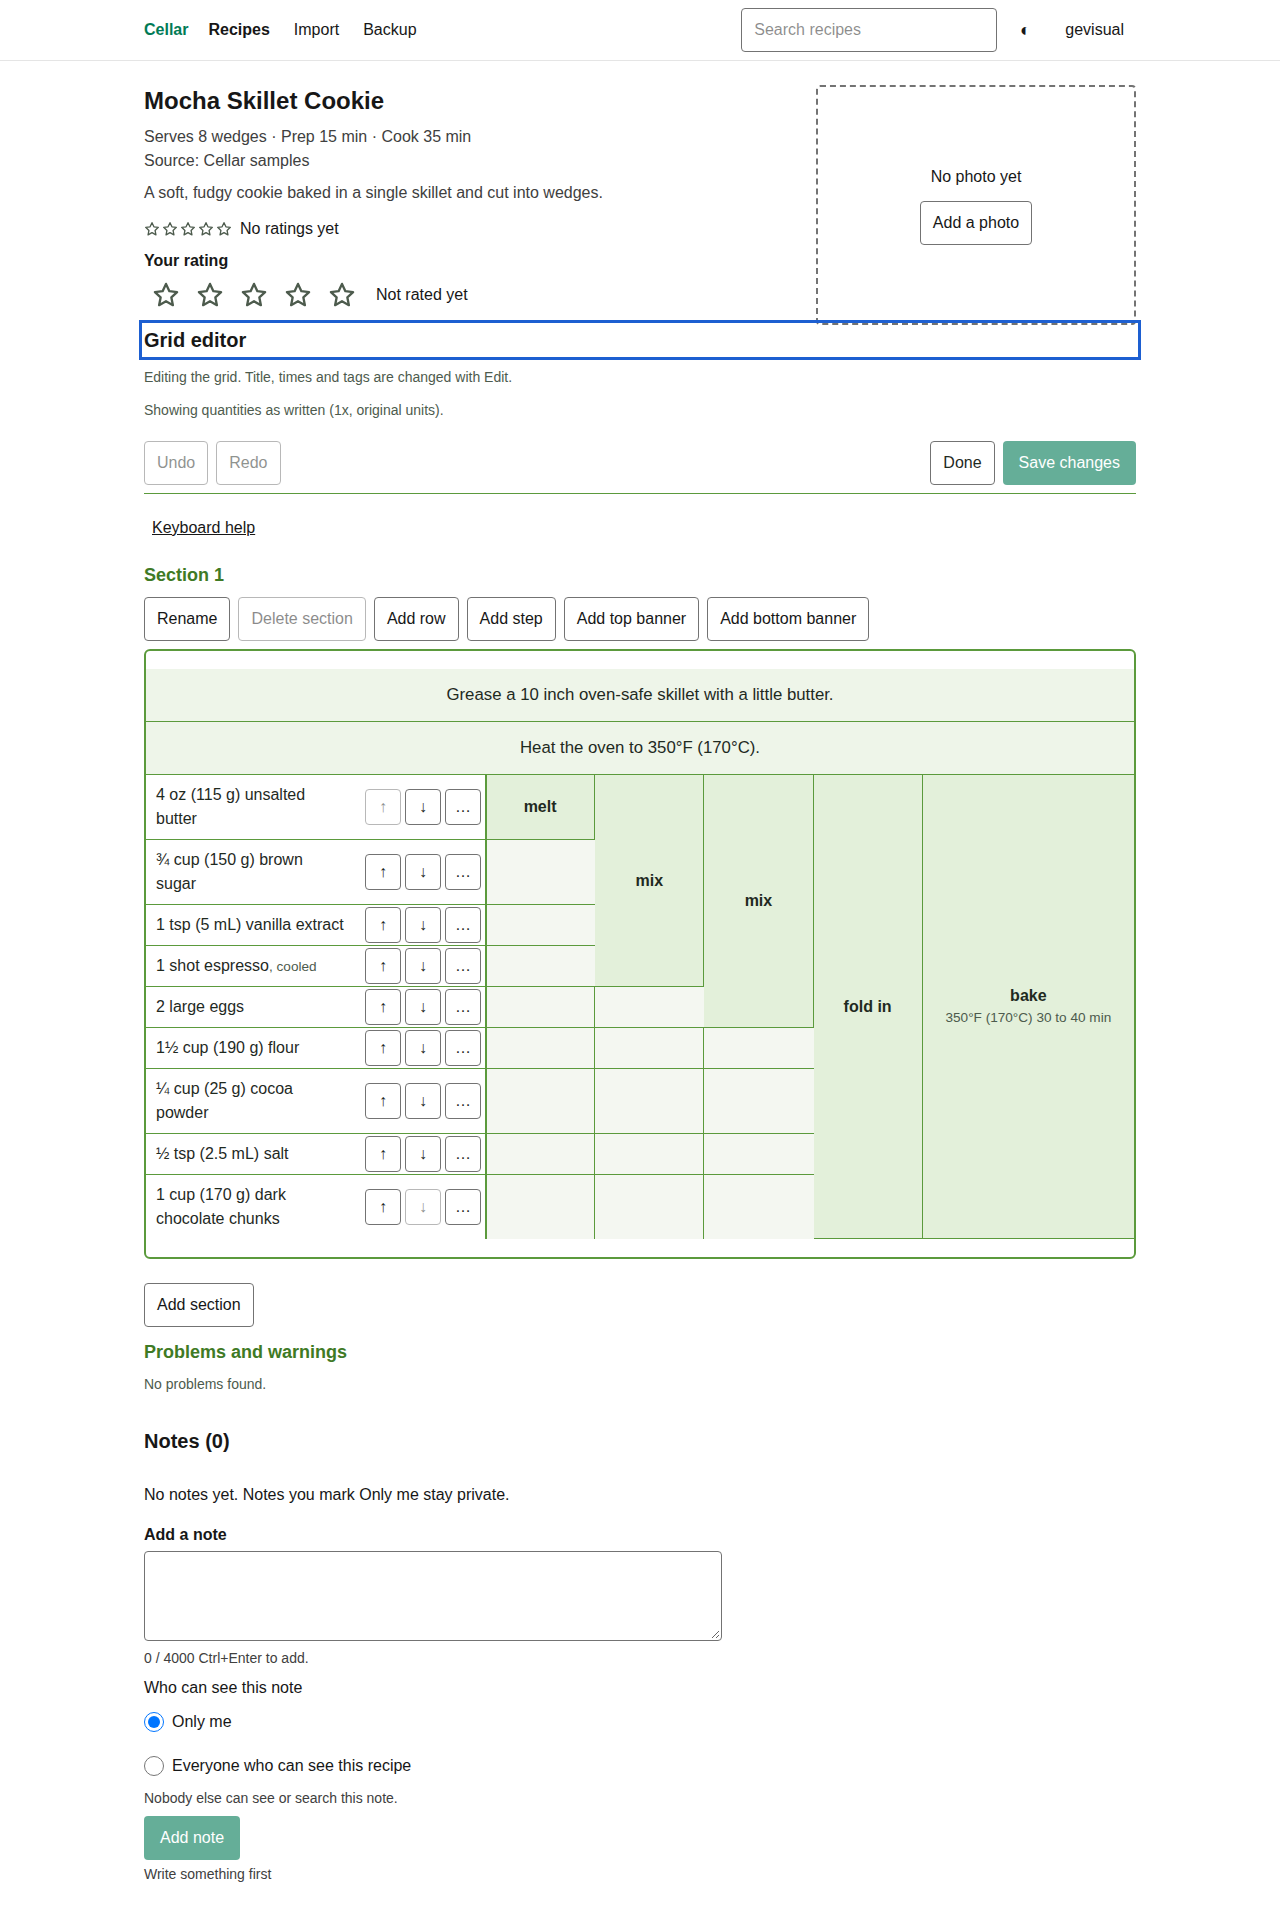 Cellar Recipes Import Backup Search recipes gevisual
Mocha Skillet Cookie
Serves 8 wedges · Prep 15 min · Cook 35 min
Source: Cellar samples
A soft, fudgy cookie baked in a single skillet and cut into wedges.
No ratings yet
Your rating
Not rated yet
No photo yet
Add a photo
Grid editor
Editing the grid. Title, times and tags are changed with Edit.
Showing quantities as written (1x, original units).
Undo Redo Done Save changes
Keyboard help
Section 1
Rename Delete section Add row Add step Add top banner Add bottom banner
Grease a 10 inch oven-safe skillet with a little butter.
Heat the oven to 350°F (170°C).
4 oz (115 g) unsalted
butter
↑ ↓ …
melt
¾ cup (150 g) brown
sugar
↑ ↓ …
mix
1 tsp (5 mL) vanilla extract ↑ ↓ …
mix
1 shot espresso, cooled ↑ ↓ …
2 large eggs ↑ ↓ …
fold in
bake
350°F (170°C) 30 to 40 min
1½ cup (190 g) flour ↑ ↓ …
¼ cup (25 g) cocoa
powder
↑ ↓ …
½ tsp (2.5 mL) salt ↑ ↓ …
1 cup (170 g) dark
chocolate chunks
↑ ↓ …
Add section
Problems and warnings
No problems found.
Notes (0)
No notes yet. Notes you mark Only me stay private.
Add a note
0 / 4000 Ctrl+Enter to add.
Who can see this note
Only me
Everyone who can see this recipe
Nobody else can see or search this note.
Add note
Write something first